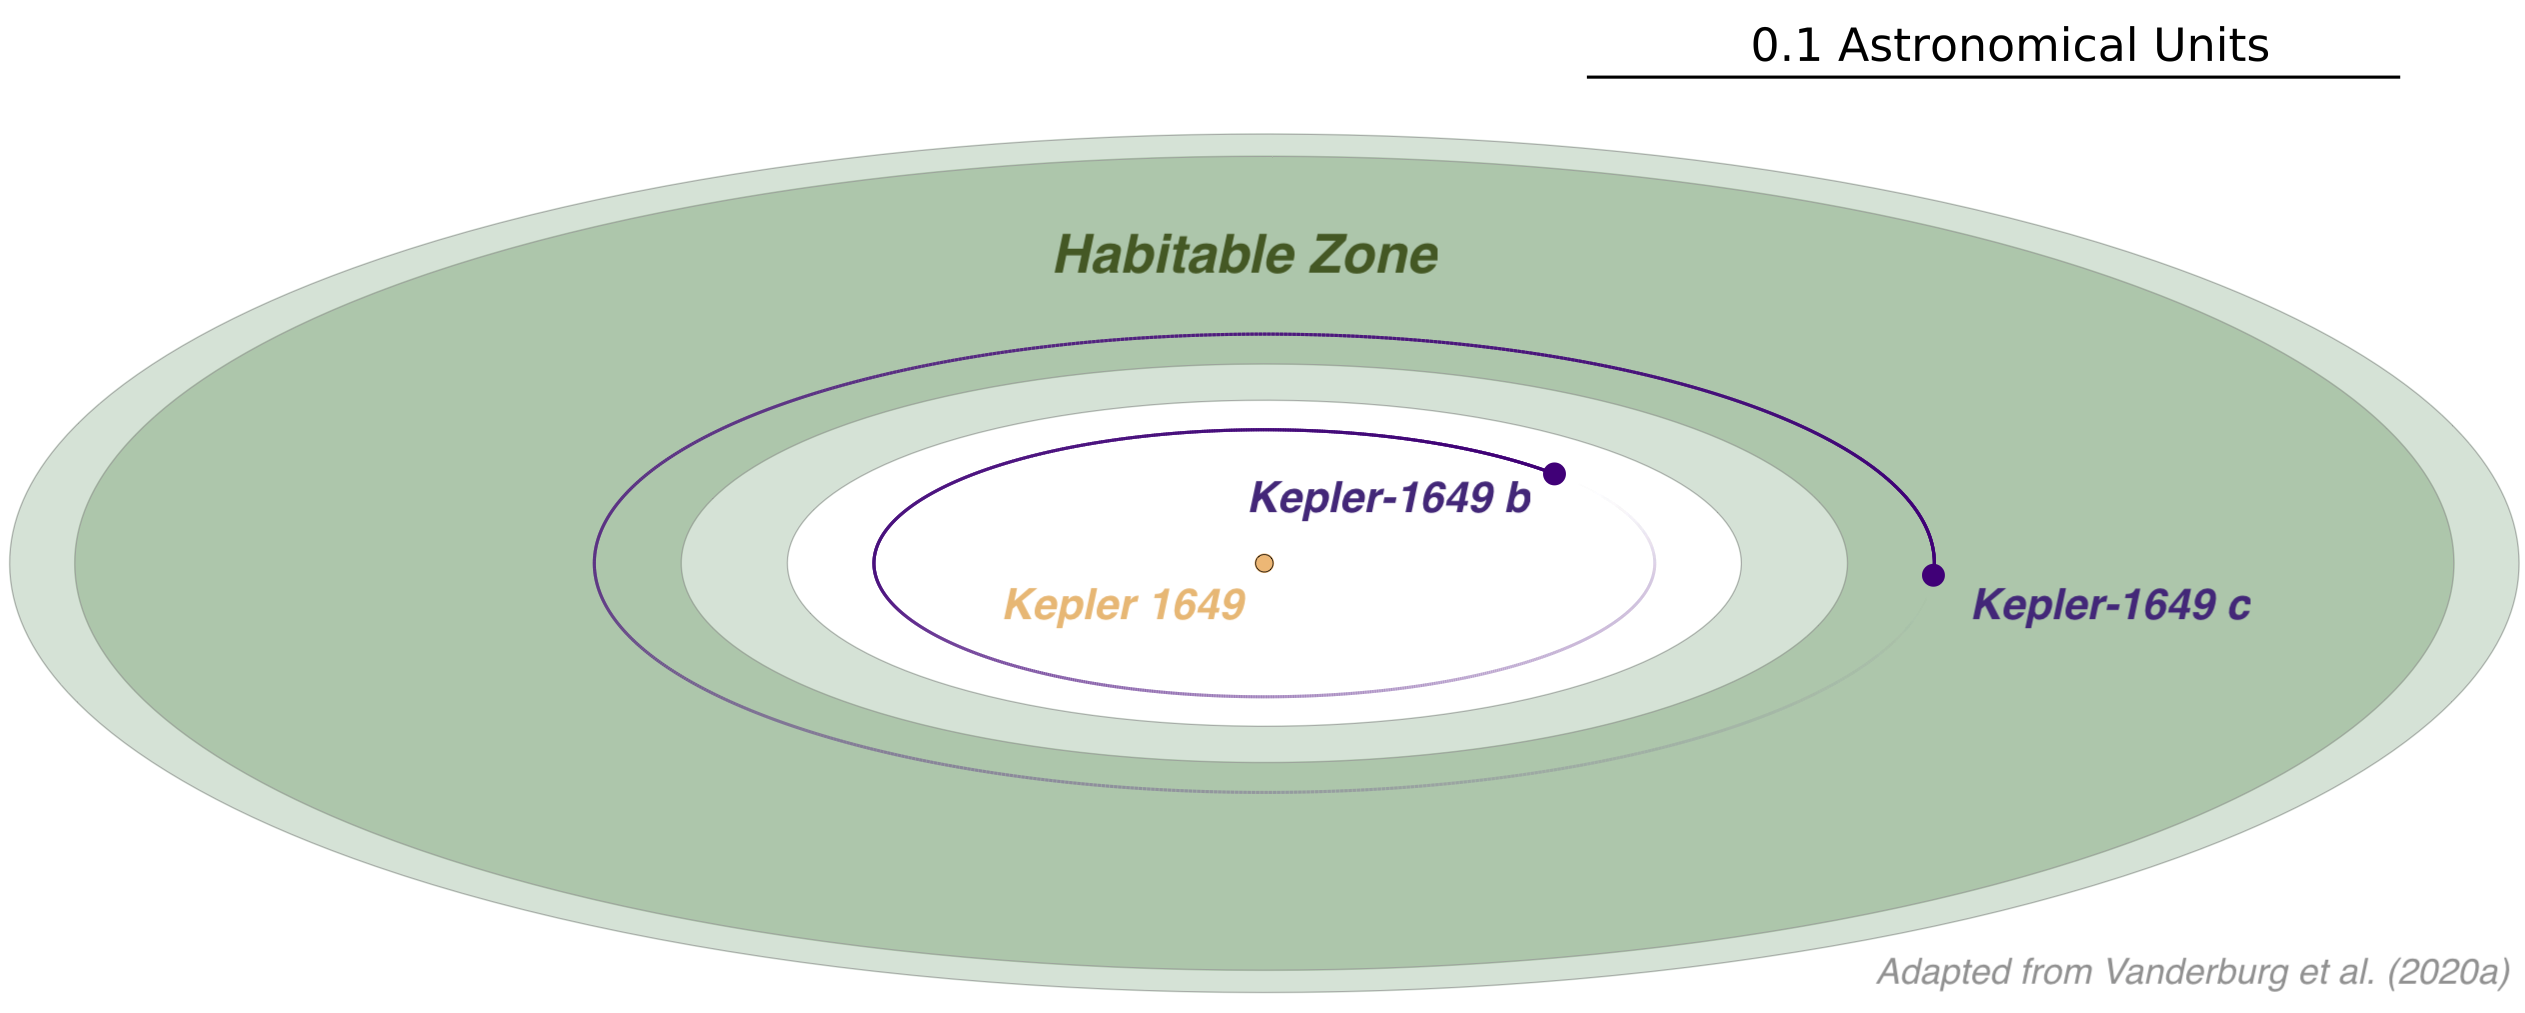 0.1 Astronomical Units
Habitable Zone
Kepler-1649 b
Kepler 1649
Kepler-1649 c
Adapted from Vanderburg et al. (2020a)